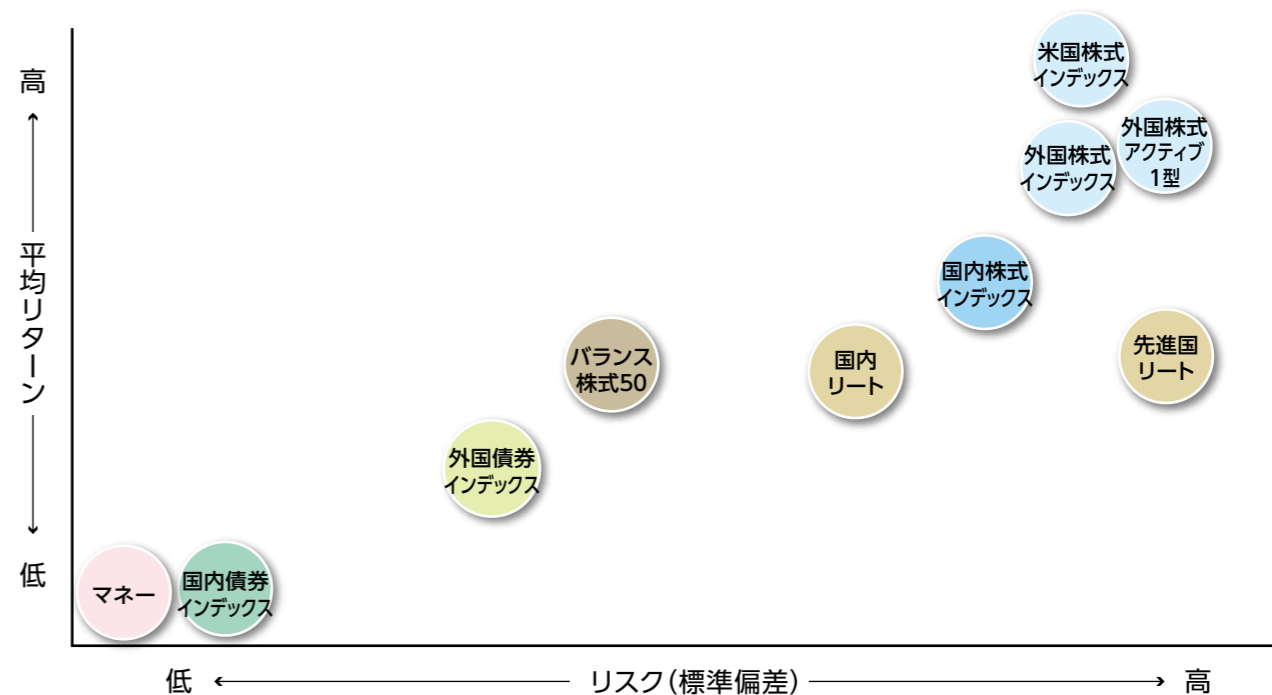 高
平均リターン
低
米国株式
インデックス
外国株式
アクティブ
1型
外国株式
インデックス
国内株式
インデックス
バランス
株式50
国内
リート
先進国
リート
外国債券
インデックス
マネー
国内債券
インデックス
低
リスク(標準偏差)
高